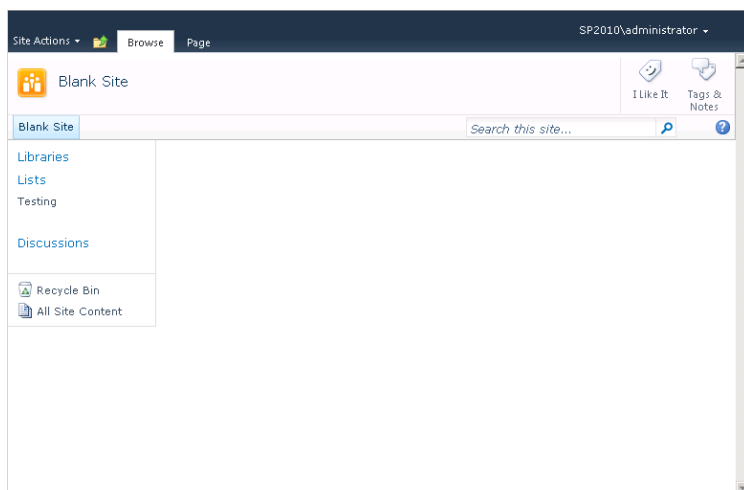 SP2010\administrator
Site Actions Browse Page
Blank Site
I Like It
Tags &
Notes
Blank Site
Search this site...
Libraries
Lists
Testing
Discussions
Recycle Bin
All Site Content